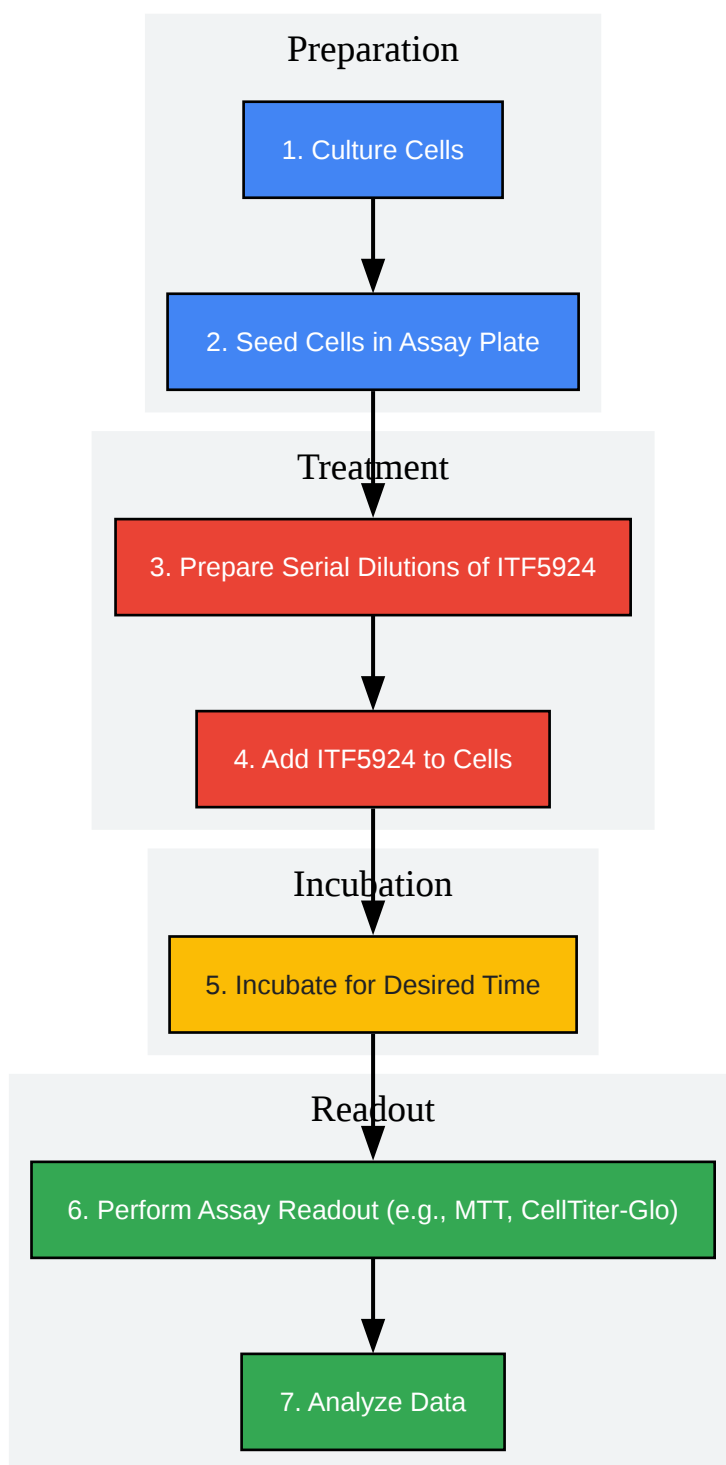 Preparation
1. Culture Cells
2. Seed Cells in Assay Plate
Treatment
3. Prepare Serial Dilutions of ITF5924
4. Add ITF5924 to Cells
Incubation
5. Incubate for Desired Time
Readout
6. Perform Assay Readout (e.g., MTT, CellTiter-Glo)
7. Analyze Data